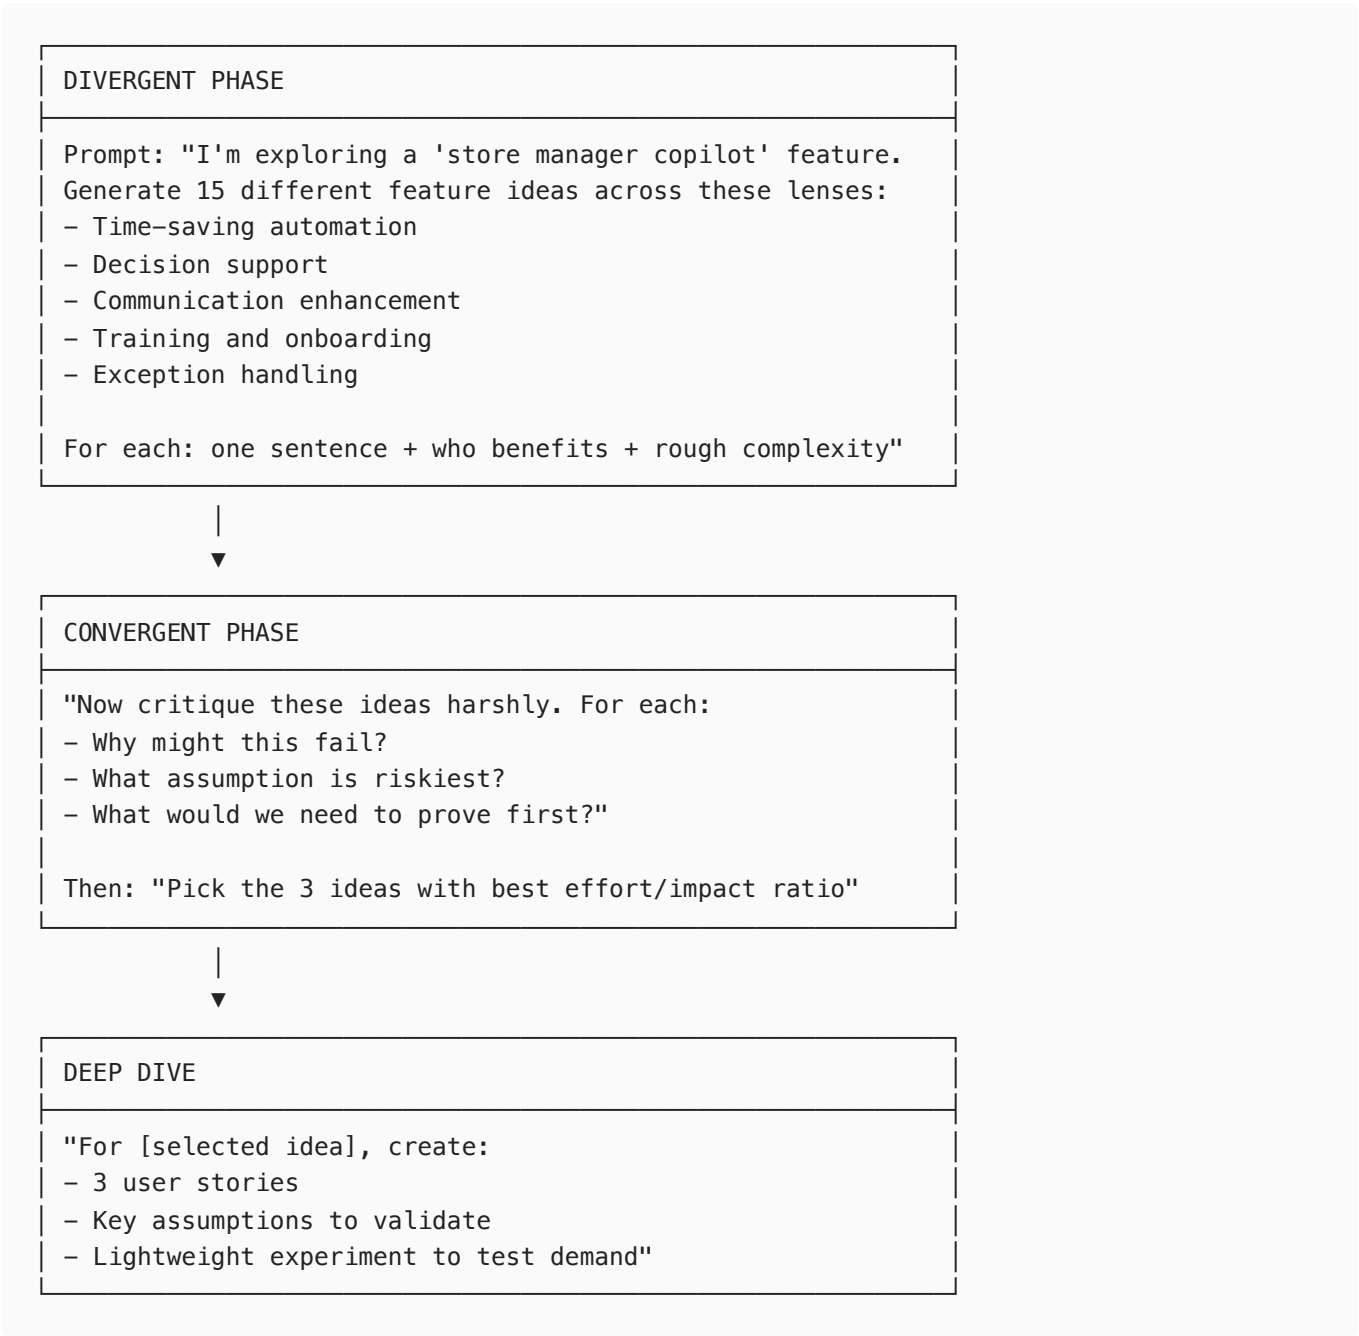 DIVERGENT PHASE
Prompt: "I'm exploring a 'store manager copilot' feature.
Generate 15 different feature ideas across these lenses:
- Time-saving automation
- Decision support
- Communication enhancement
- Training and onboarding
- Exception handling
For each: one sentence + who benefits + rough complexity"
CONVERGENT PHASE
"Now critique these ideas harshly. For each:
- Why might this fail?
- What assumption is riskiest?
- What would we need to prove first?"
Then: "Pick the 3 ideas with best effort/impact ratio"
DEEP DIVE
"For [selected idea], create:
- 3 user stories
- Key assumptions to validate
- Lightweight experiment to test demand"